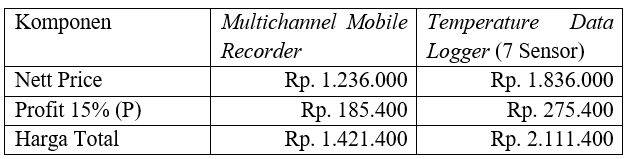 Komponen Multichannel Mobile Recorder Temperature Data Logger (7 Sensor)
Nett Price Rp. 1.236.000 Rp. 1.836.000
Profit 15% (P) Rp. 185.400 Rp. 275.400
Harga Total Rp. 1.421.400 Rp. 2.111.400